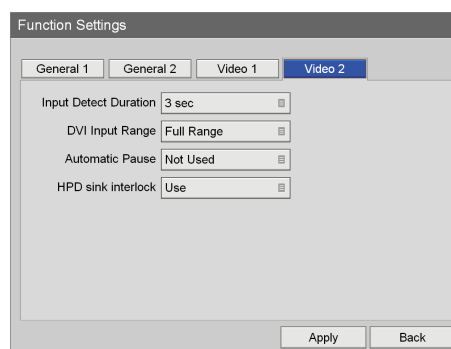 Function Settings
General 1 General 2 Video 1 Video 2
Input Detect Duration 3 sec
DVI Input Range Full Range
Automatic Pause Not Used
HPD sink interlock Use
Apply Back